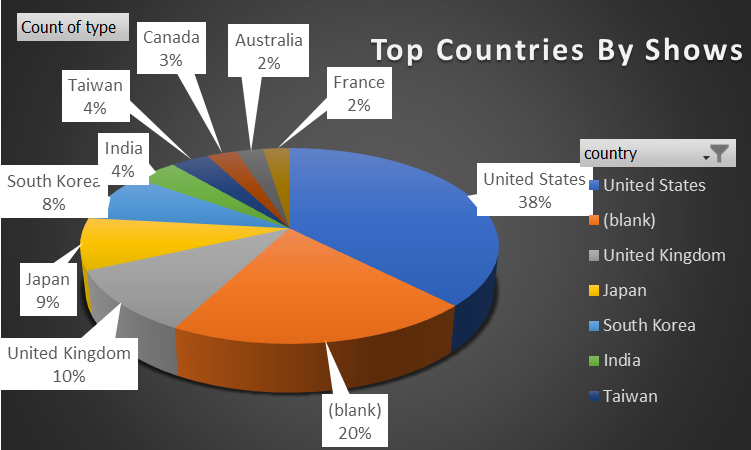 Count of type
Top Countries By Shows
Canada
3%
Australia
2%
France
2%
Taiwan
4%
India
4%
South Korea
8%
Japan
9%
United Kingdom
10%
(blank)
20%
United States
38%
country
United States
(blank)
United Kingdom
Japan
South Korea
India
Taiwan